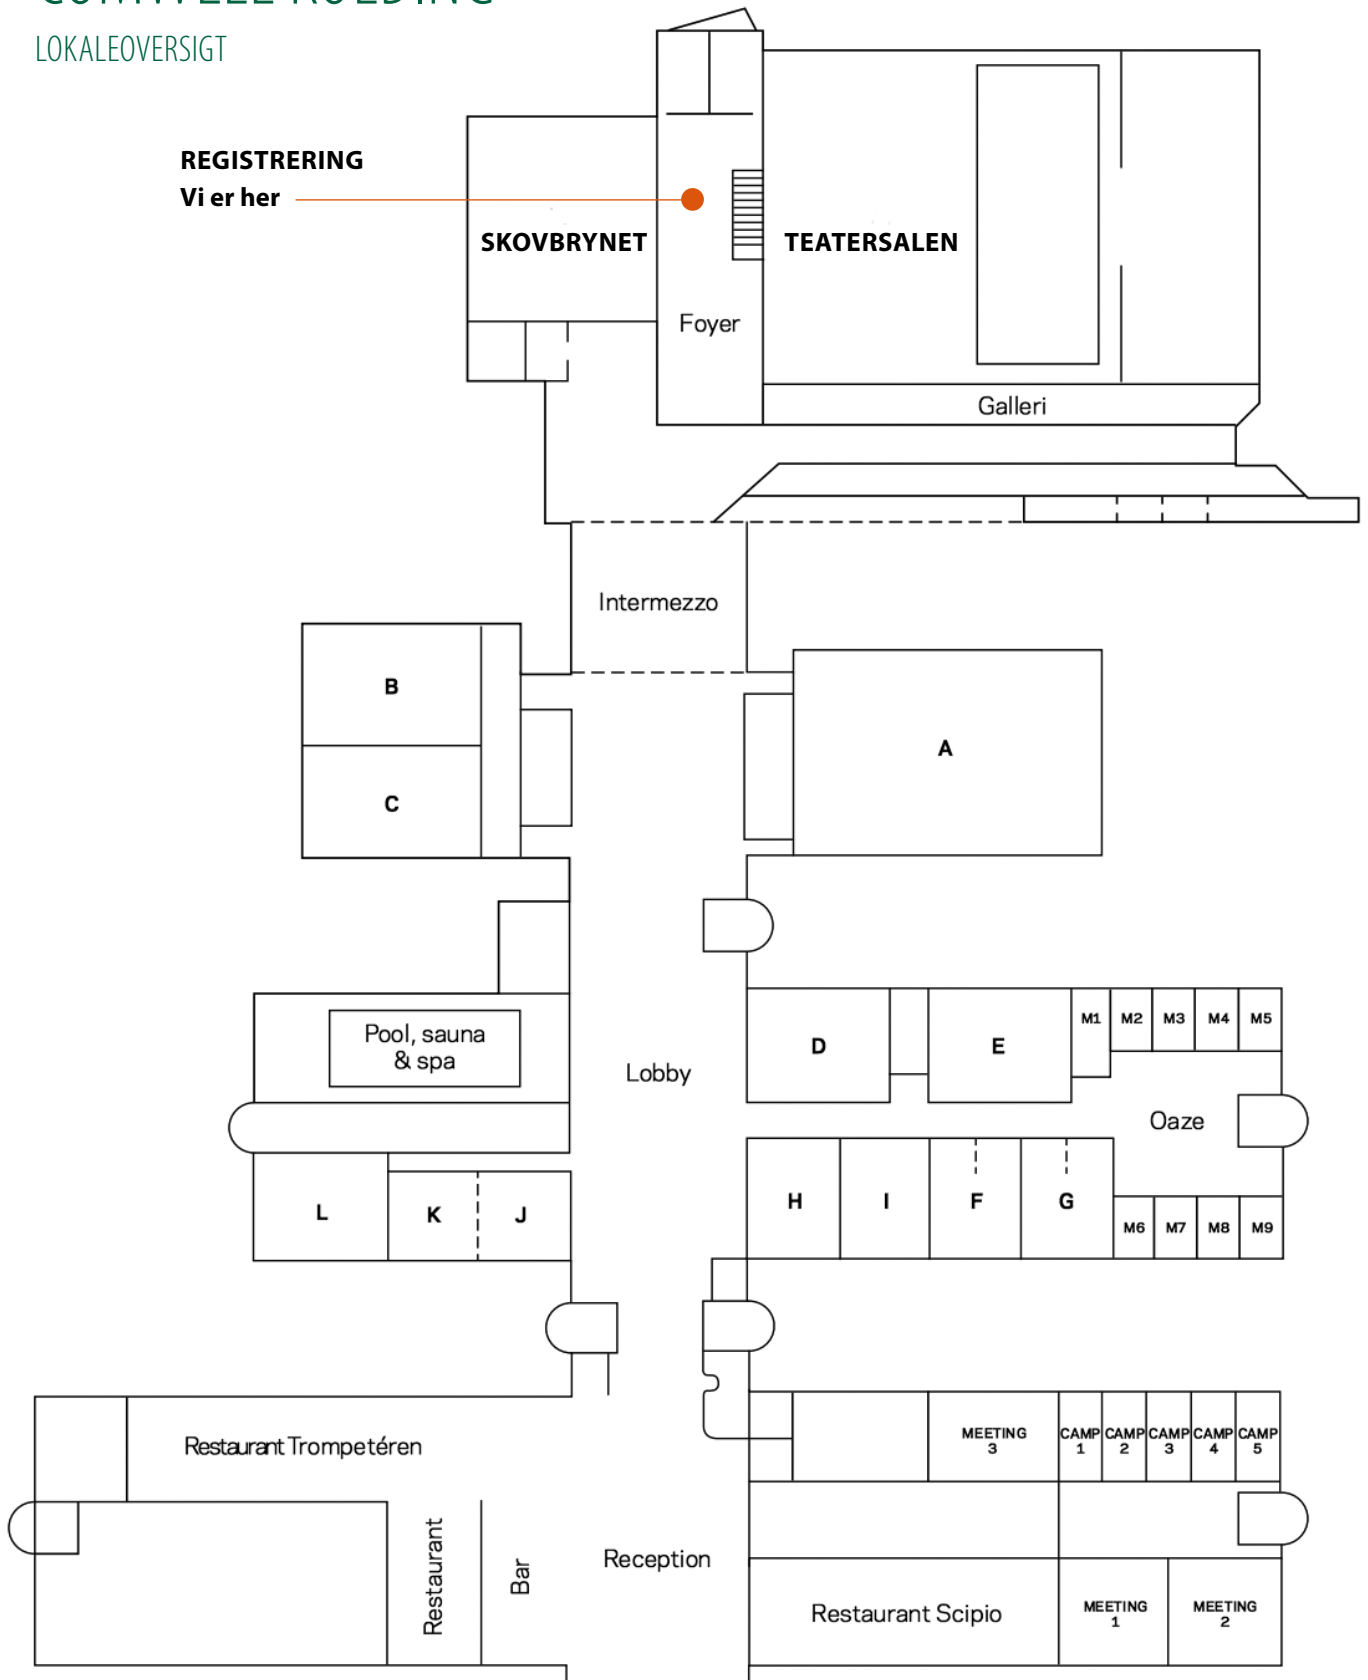 COMWELL KOLDING
LOKALEOVERSIGT
REGISTRERING
Vi er her
SKOVBRYNET
TEATERSALEN
Foyer
Galleri
Intermezzo
B
A
C
Pool, sauna
& spa
Lobby
D
E
M1
M2
M3
M4
M5
Oaze
L
K
J
H
I
F
G
M6
M7
M8
M9
Restaurant Trompetéren
MEETING
3
CAMP
1
CAMP
2
CAMP
3
CAMP
4
CAMP
5
Restaurant
Bar
Reception
Restaurant Scipio
MEETING
1
MEETING
2